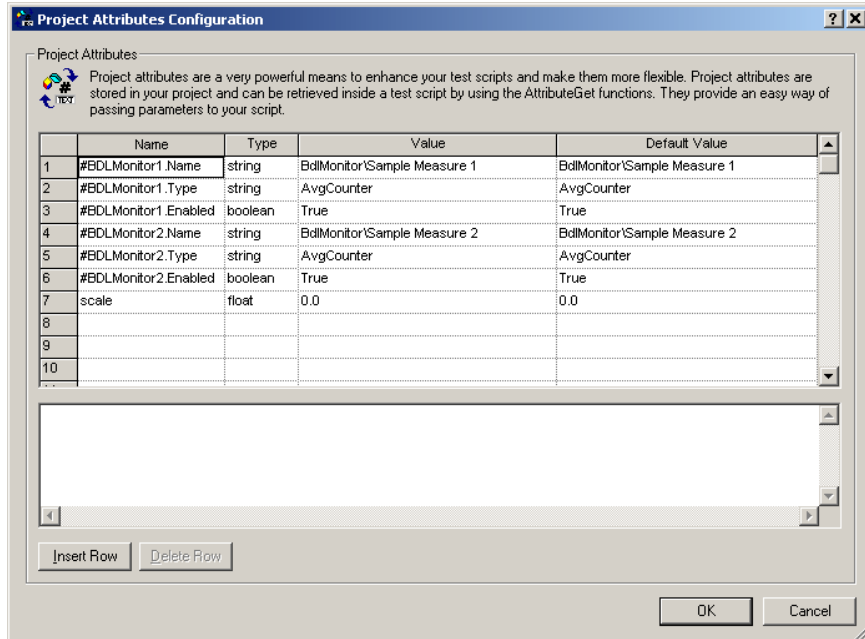 Project Attributes Configuration
Project Attributes
Project attributes are a very powerful means to enhance your test scripts and make them more flexible. Project attributes are
stored in your project and can be retrieved inside a test script by using the AttributeGet functions. They provide an easy way of
passing parameters to your script.
Name Type Value Default Value
1 #BDLMonitor1.Name string BdlMonitor\Sample Measure 1 BdlMonitor\Sample Measure 1
2 #BDLMonitor1.Type string AvgCounter AvgCounter
3 #BDLMonitor1.Enabled boolean True True
4 #BDLMonitor2.Name string BdlMonitor\Sample Measure 2 BdlMonitor\Sample Measure 2
5 #BDLMonitor2.Type string AvgCounter AvgCounter
6 #BDLMonitor2.Enabled boolean True True
7 scale float 0.0 0.0
8
9
10
Insert Row Delete Row
OK Cancel